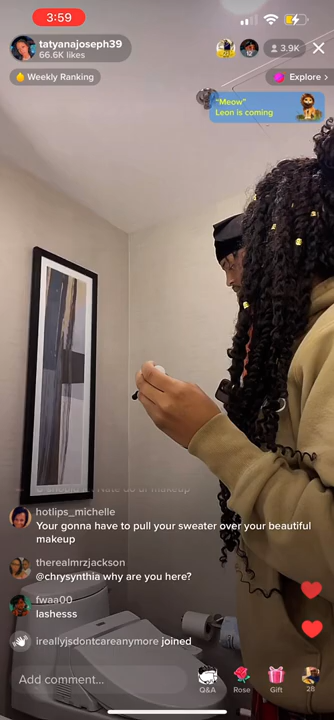 3:59
tatyanajoseph39
66.6K likes
3.9K
Weekly Ranking
Explore >
"Meow"
Leon is coming
hotlips_michelle
Your gonna have to pull your sweater over your beautiful
makeup
therealmrzjackson
@chrysynthia why are you here?
fwaa00
lashesss
ireallyjsdontcareanymore joined
Add comment...
Q&A
Rose
Gift
28